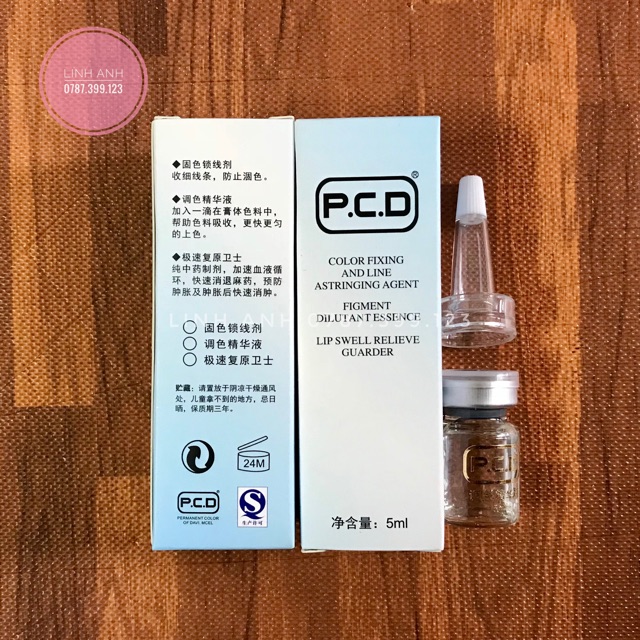 LINH ANH
0787.399.123
◆固色锁线剂
收细线条，防止洇色。
◆调色精华液
加入一滴在膏体色料中，
帮助色料吸收，更快更匀
的上色。
◆极速复原卫士
纯中药制剂，加速血液循
环，快速消退麻药，预防
肿胀及肿胀后快速消肿。
○ 固色锁线剂
○ 调色精华液
○ 极速复原卫士
贮藏：请置放于阴凉干燥通风
处，儿童拿不到的地方，忌日
晒，保质期三年。
24M
P.C.D
PERMANENT COLOR
OF DAVI. MCEL
生产许可
P.C.D®
COLOR FIXING
AND LINE
ASTRINGING AGENT
FIGMENT
DILUTANT ESSENCE
LIP SWELL RELIEVE
GUARDER
净含量：5ml
P.C.D
LINH ANH 0787.399.123